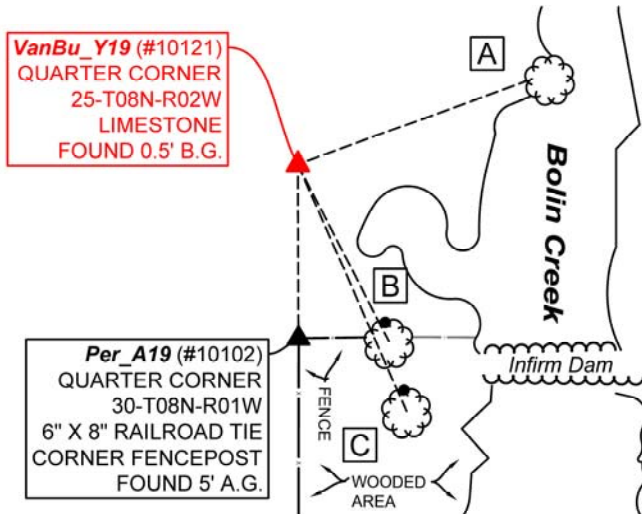 VanBu_Y19 (#10121)
QUARTER CORNER
25-T08N-R02W
LIMESTONE
FOUND 0.5' B.G.
A
Bolin Creek
B
Per_A19 (#10102)
QUARTER CORNER
30-T08N-R01W
6" X 8" RAILROAD TIE
CORNER FENCEPOST
FOUND 5' A.G.
Infirm Dam
FENCE
C
WOODED
AREA